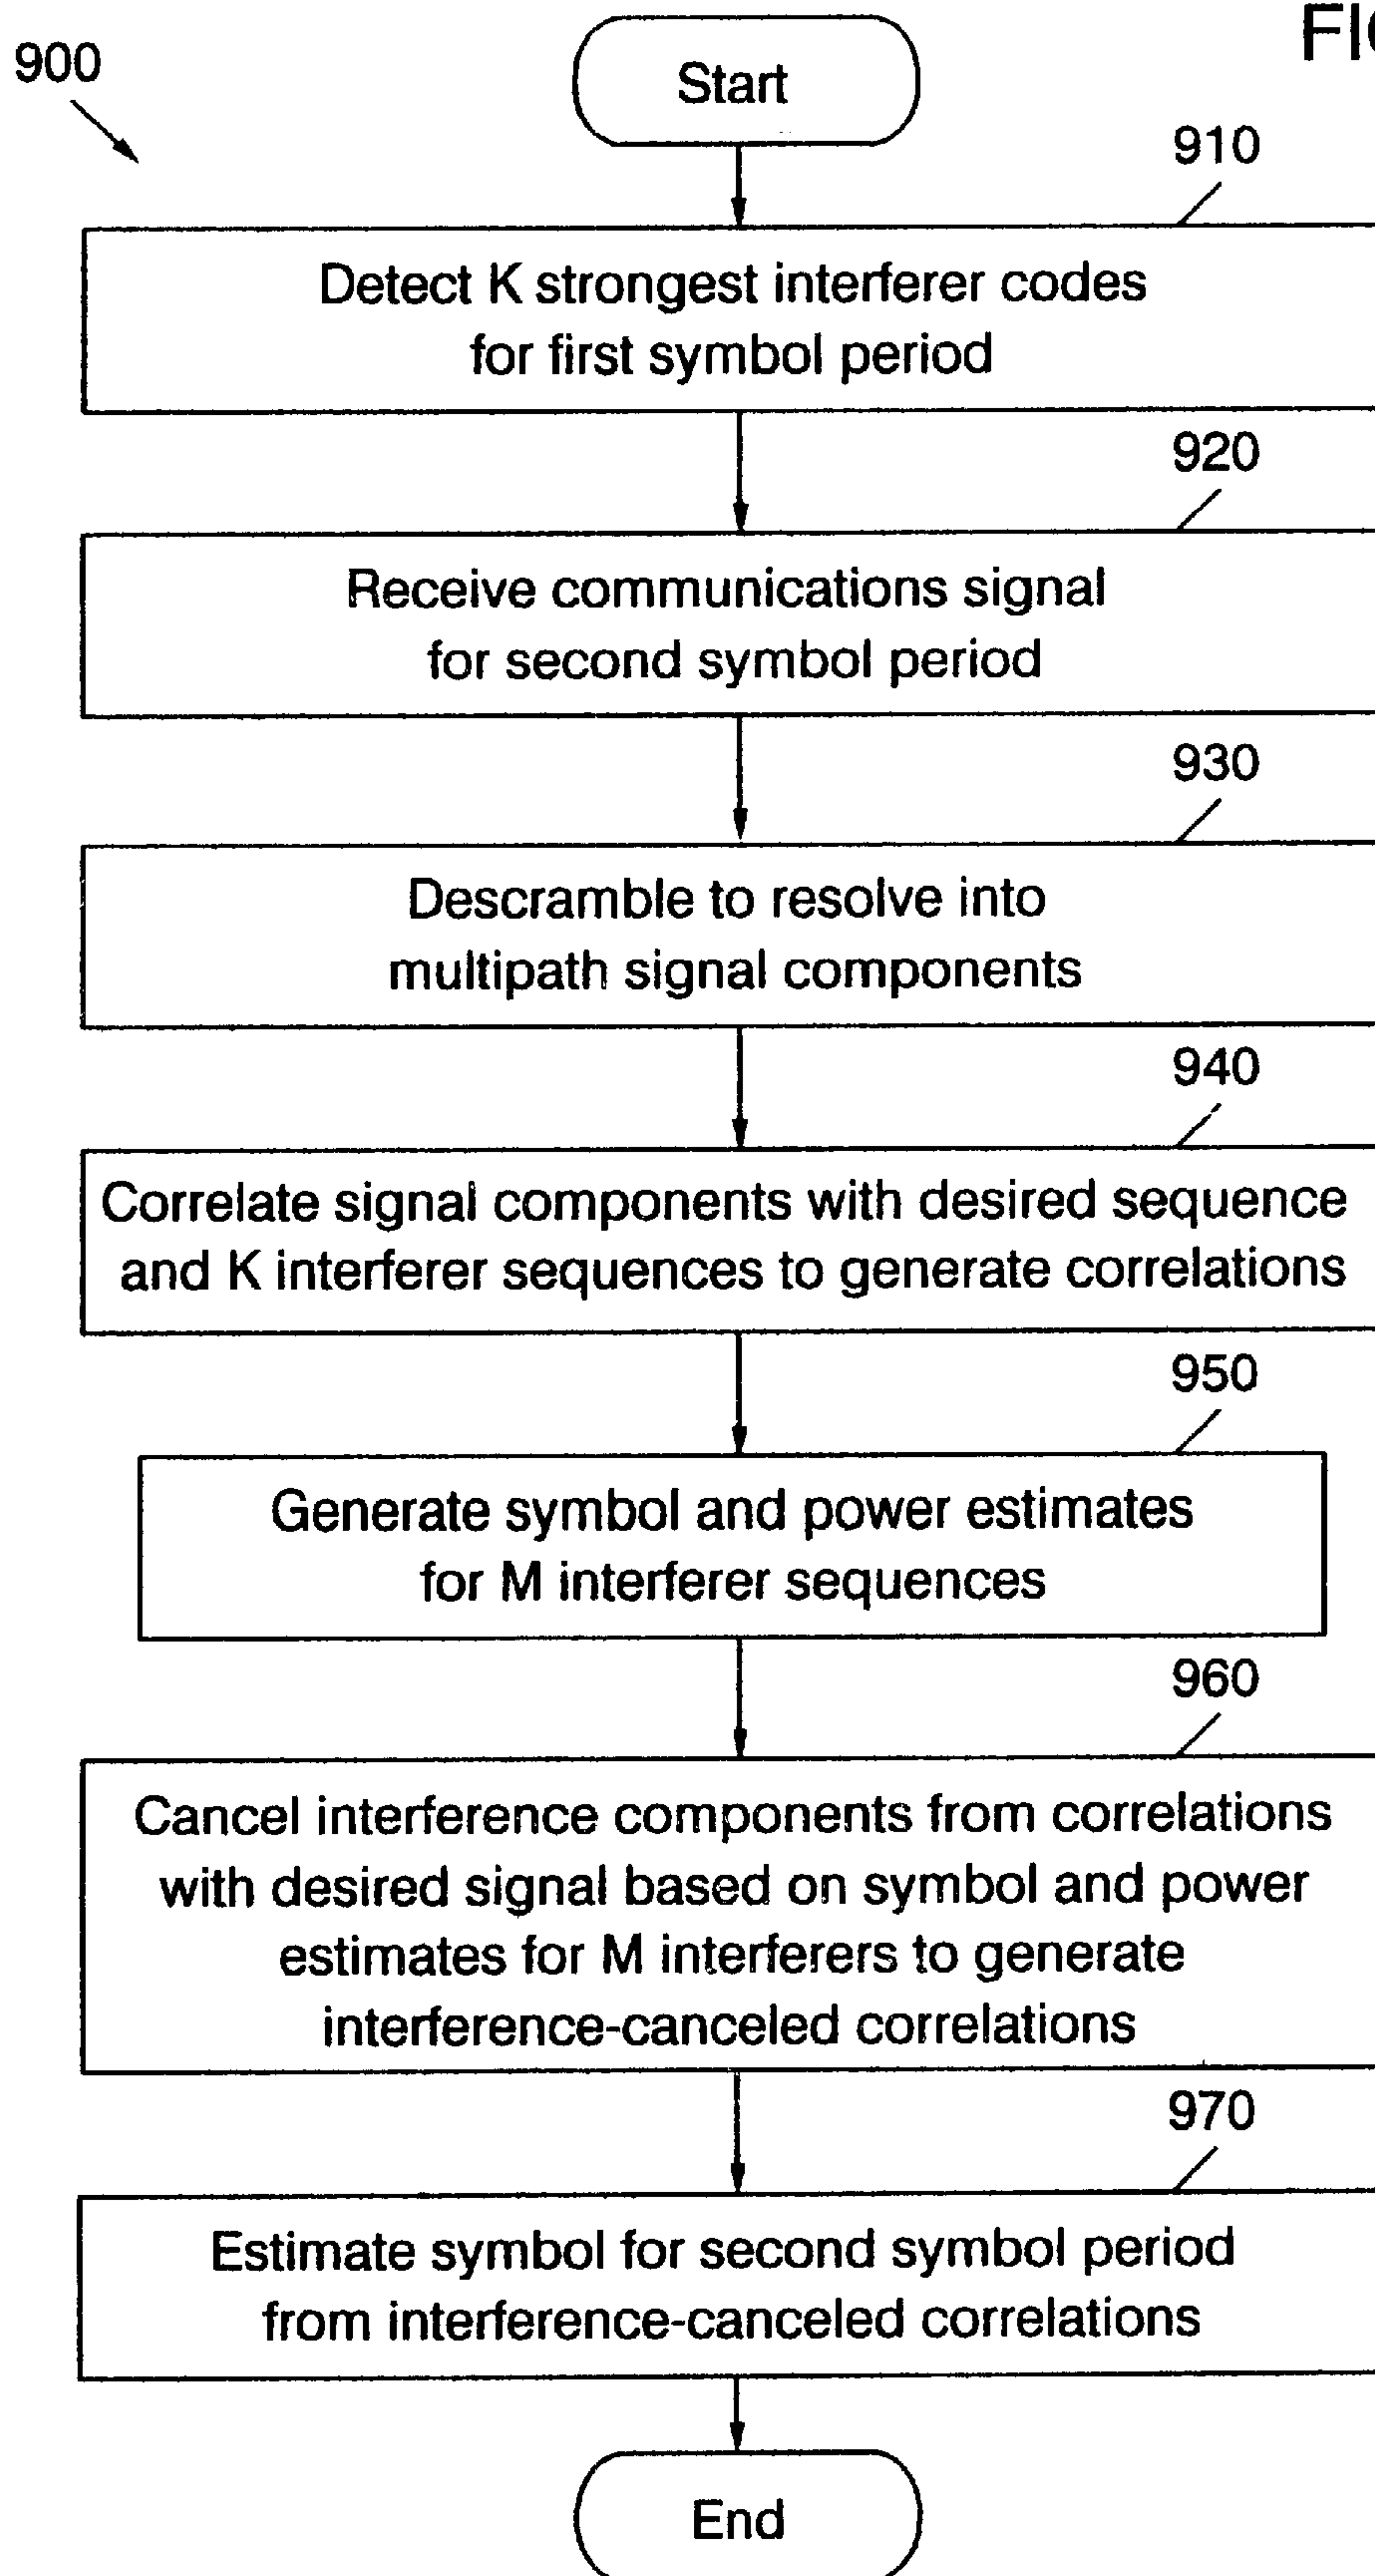 900
Start
910
Detect K strongest interferer codes
for first symbol period
920
Receive communications signal
for second symbol period
930
Descramble to resolve into
multipath signal components
940
Correlate signal components with desired sequence
and K interferer sequences to generate correlations
950
Generate symbol and power estimates
for M interferer sequences
960
Cancel interference components from correlations
with desired signal based on symbol and power
estimates for M interferers to generate
interference-canceled correlations
970
Estimate symbol for second symbol period
from interference-canceled correlations
End